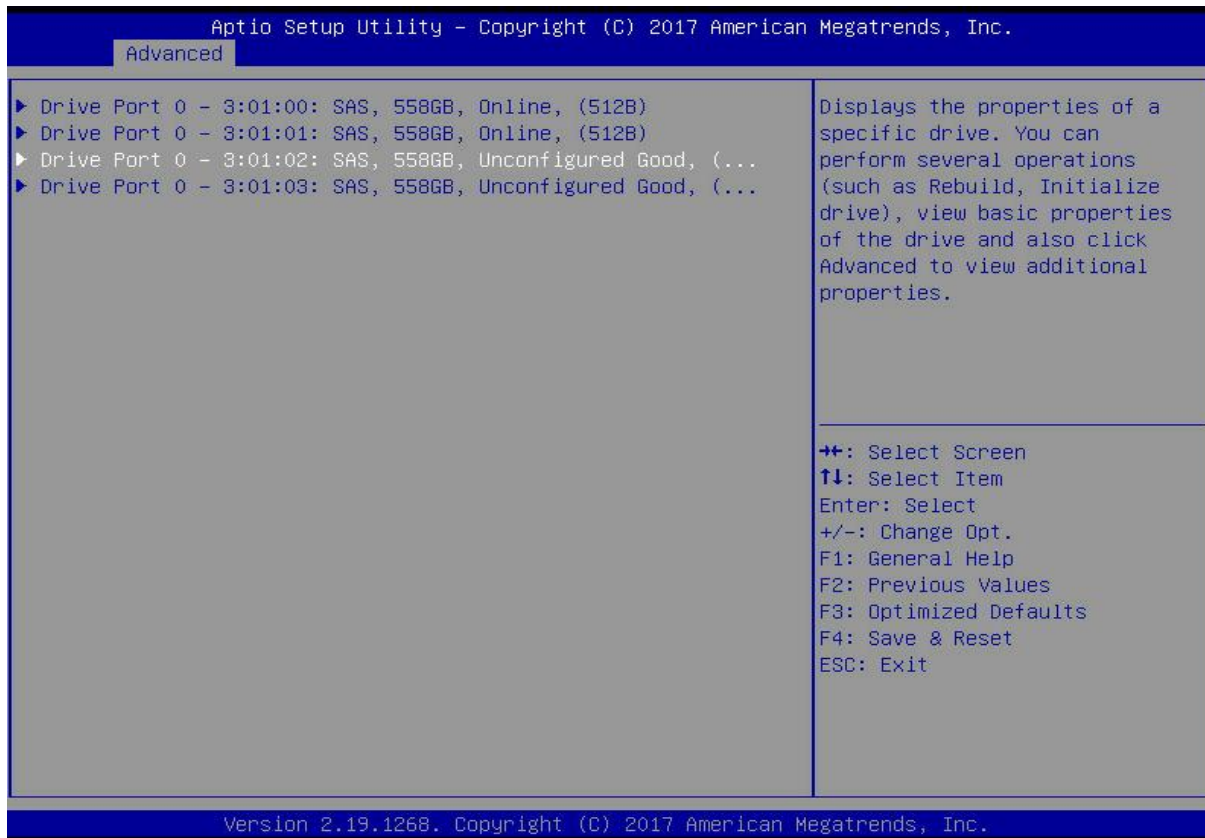 Aptio Setup Utility – Copyright (C) 2017 American Megatrends, Inc.
Advanced
▶ Drive Port 0 – 3:01:00: SAS, 558GB, Online, (512B)
▶ Drive Port 0 – 3:01:01: SAS, 558GB, Online, (512B)
▶ Drive Port 0 – 3:01:02: SAS, 558GB, Unconfigured Good, (...
▶ Drive Port 0 – 3:01:03: SAS, 558GB, Unconfigured Good, (...
Displays the properties of a
specific drive. You can
perform several operations
(such as Rebuild, Initialize
drive), view basic properties
of the drive and also click
Advanced to view additional
properties.
→←: Select Screen
↑↓: Select Item
Enter: Select
+/-: Change Opt.
F1: General Help
F2: Previous Values
F3: Optimized Defaults
F4: Save & Reset
ESC: Exit
Version 2.19.1268. Copyright (C) 2017 American Megatrends, Inc.